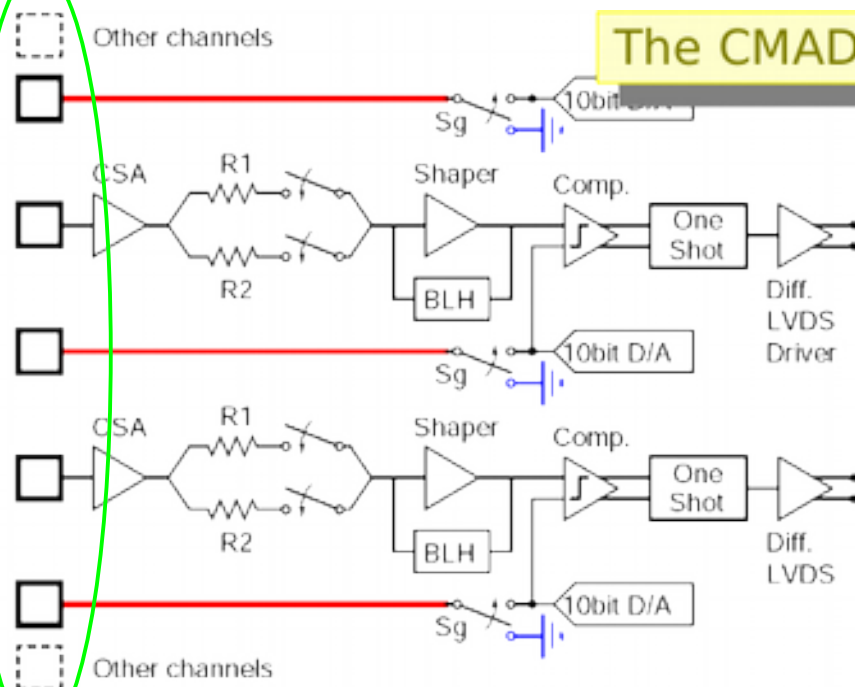 Other channels
The CMAD
10bit D/A
Sg
CSA
R1
Shaper
Comp.
One
Shot
R2
BLH
Diff.
LVDS
Driver
10bit D/A
Sg
CSA
R1
Shaper
Comp.
One
Shot
R2
BLH
Diff.
LVDS
10bit D/A
Sg
Other channels